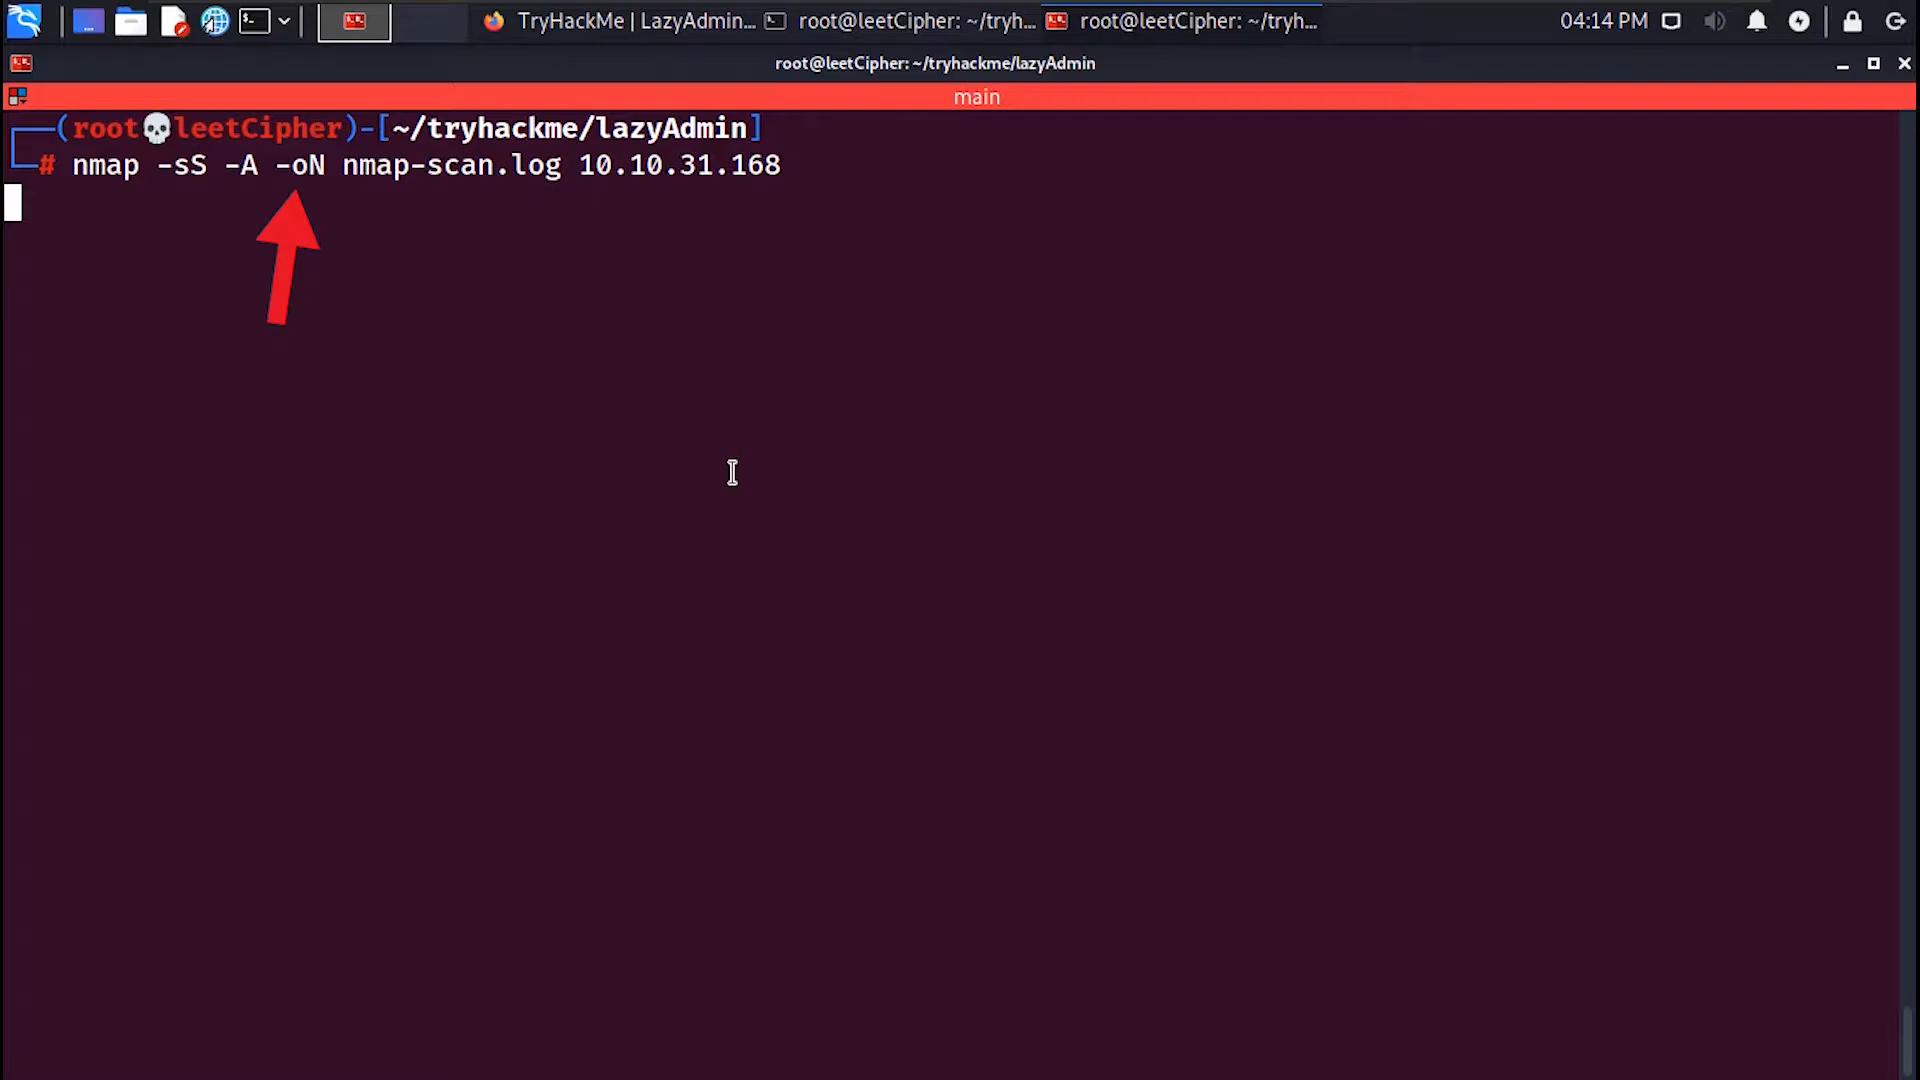 TryHackMe | LazyAdmin... root@leetCipher: ~/tryh... root@leetCipher: ~/tryh... 04:14 PM
root@leetCipher: ~/tryhackme/lazyAdmin
main
┌──(root💀leetCipher)-[~/tryhackme/lazyAdmin]
└─# nmap -sS -A -oN nmap-scan.log 10.10.31.168